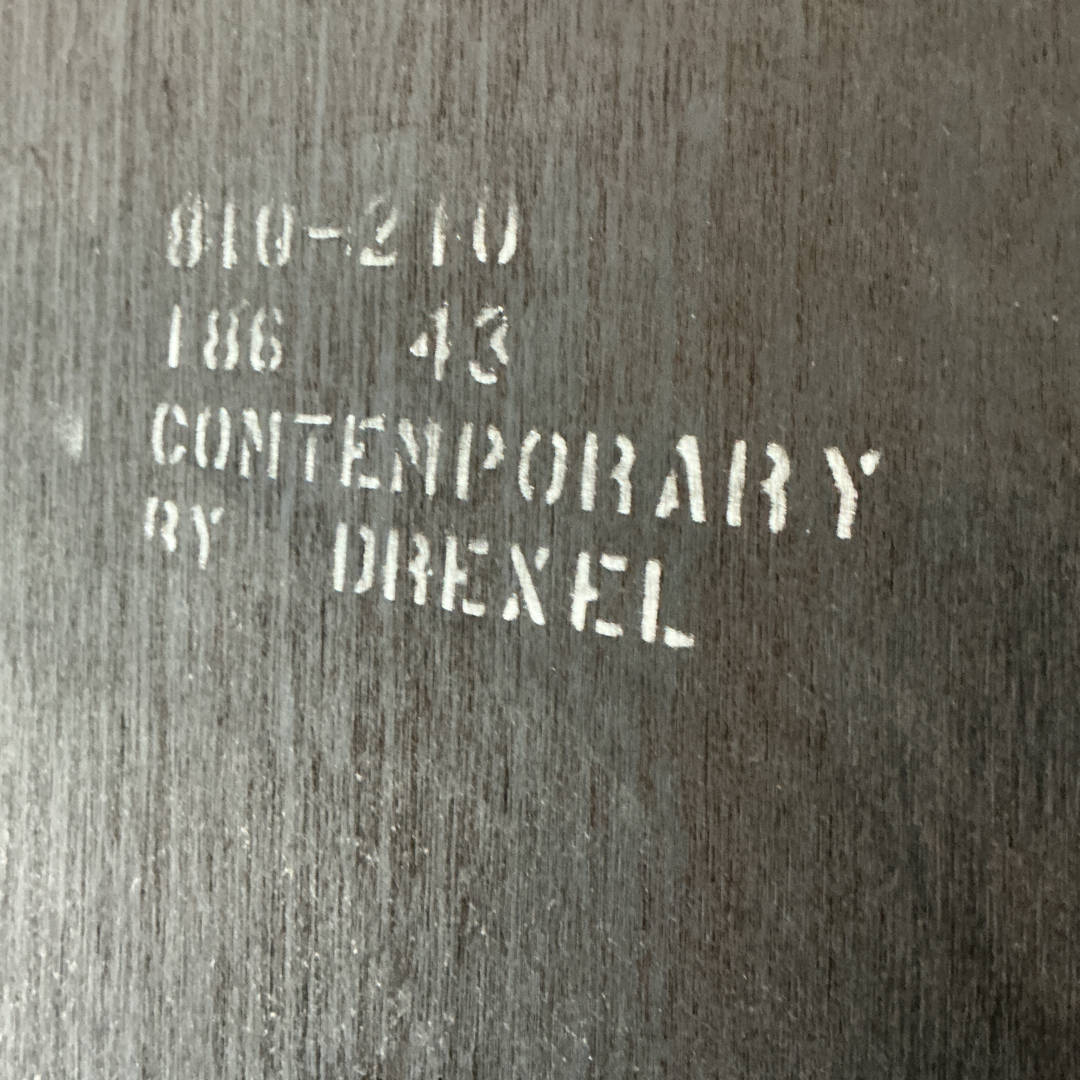 810-210
186 43
CONTEMPORARY
BY DREXEL